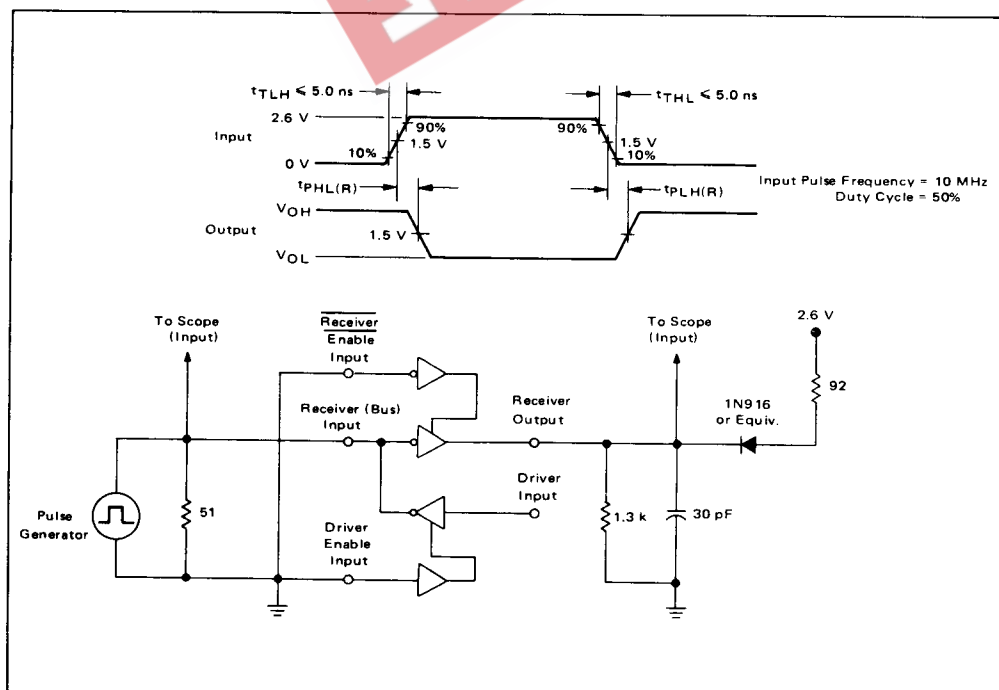 tTLH ≤ 5.0 ns
tTHL ≤ 5.0 ns
2.6 V
90%
90%
Input
1.5 V
1.5 V
10%
10%
0 V
tPHL(R)
tPLH(R)
Input Pulse Frequency = 10 MHz
Duty Cycle = 50%
VOH
Output
1.5 V
VOL
To Scope
(Input)
Receiver
Enable
Input
To Scope
(Input)
2.6 V
92
Receiver (Bus)
Input
Receiver
Output
1N916
or Equiv.
Pulse
Generator
51
Driver
Input
Driver
Enable
Input
1.3 k
30 pF